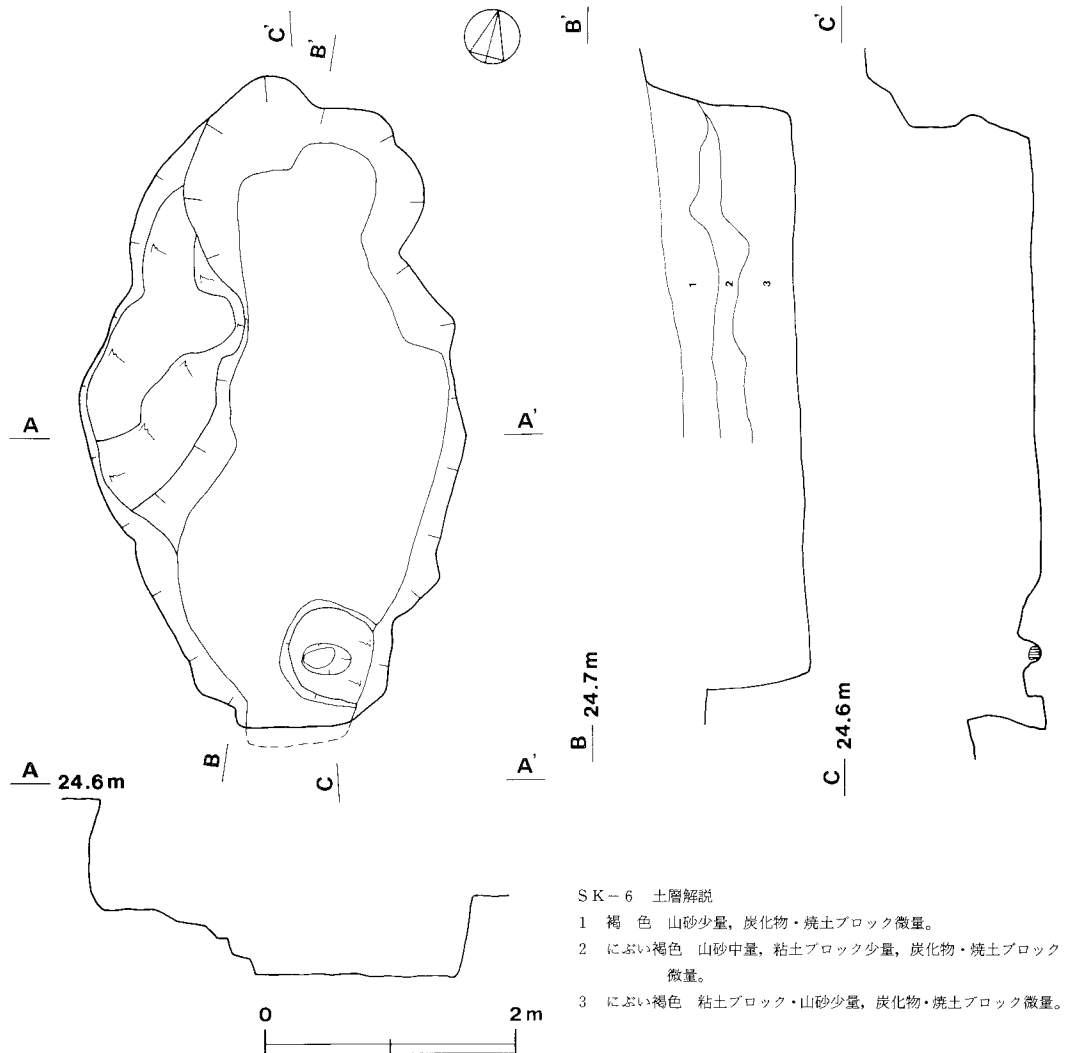 C'
B'
B'
C'
A
A'
1
2
3
B
C
B 24.7m
C 24.6m
A 24.6m
A'
0 2m
SK-6 土層解説
1 褐 色 山砂少量,炭化物・焼土ブロック微量。
2 にぶい褐色 山砂中量,粘土ブロック少量,炭化物・焼土ブロック
微量。
3 にぶい褐色 粘土ブロック・山砂少量,炭化物・焼土ブロック微量。